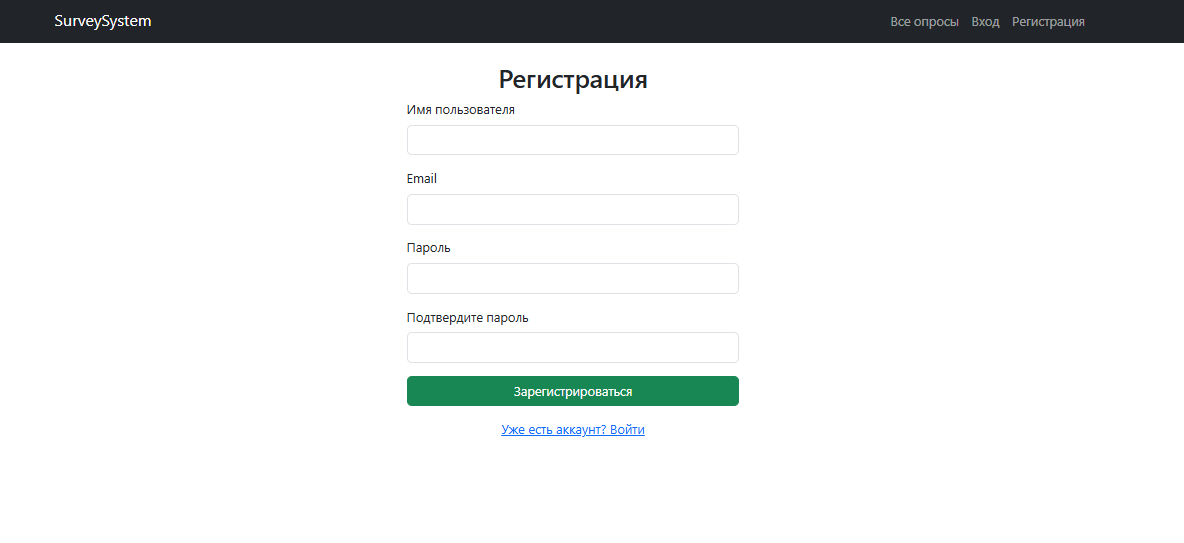 SurveySystem
Все опросы Вход Регистрация
Регистрация
Имя пользователя
Email
Пароль
Подтвердите пароль
Зарегистрироваться
Уже есть аккаунт? Войти